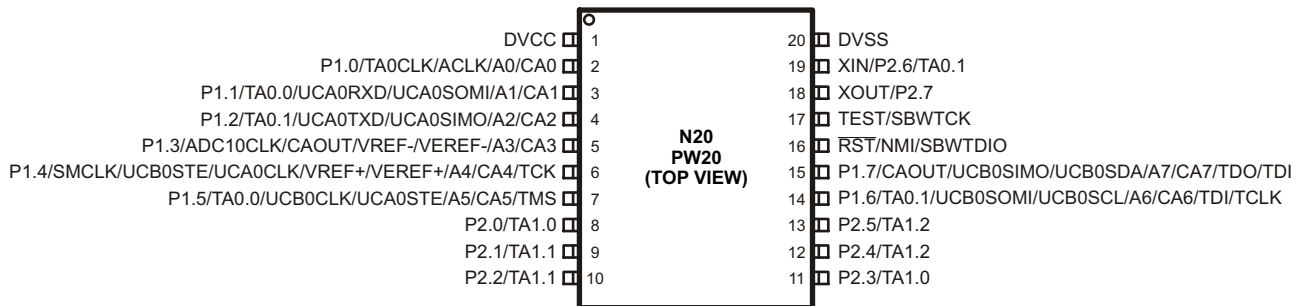 DVCC 1
P1.0/TA0CLK/ACLK/A0/CA0 2
P1.1/TA0.0/UCA0RXD/UCA0SOMI/A1/CA1 3
P1.2/TA0.1/UCA0TXD/UCA0SIMO/A2/CA2 4
P1.3/ADC10CLK/CAOUT/VREF-/VEREF-/A3/CA3 5
P1.4/SMCLK/UCB0STE/UCA0CLK/VREF+/VEREF+/A4/CA4/TCK 6
P1.5/TA0.0/UCB0CLK/UCA0STE/A5/CA5/TMS 7
P2.0/TA1.0 8
P2.1/TA1.1 9
P2.2/TA1.1 10
N20
PW20
(TOP VIEW)
20 DVSS
19 XIN/P2.6/TA0.1
18 XOUT/P2.7
17 TEST/SBWTCK
16 RST/NMI/SBWTDIO
15 P1.7/CAOUT/UCB0SIMO/UCB0SDA/A7/CA7/TDO/TDI
14 P1.6/TA0.1/UCB0SOMI/UCB0SCL/A6/CA6/TDI/TCLK
13 P2.5/TA1.2
12 P2.4/TA1.2
11 P2.3/TA1.0